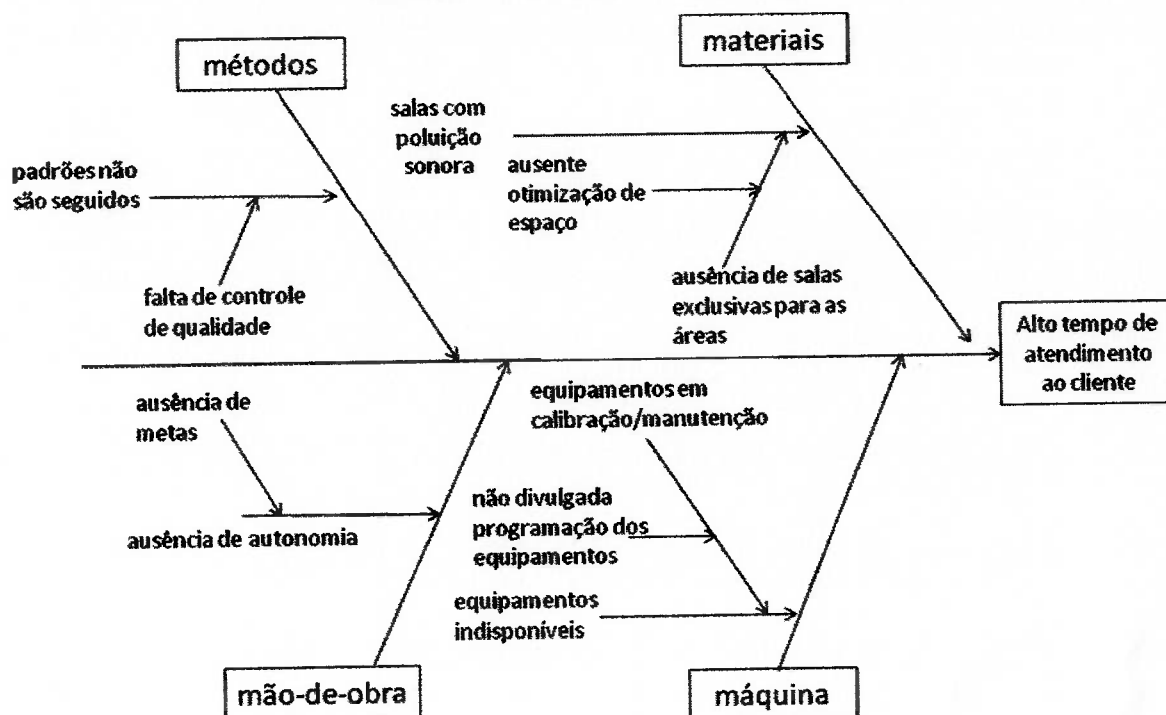 métodos
materiais
salas com
poluição
sonora
padrões não
são seguidos
ausente
otimização de
espaço
falta de controle
de qualidade
ausência de salas
exclusivas para as
áreas
Alto tempo de
atendimento
ao cliente
ausência de
metas
equipamentos em
calibração/manutenção
ausência de autonomia
não divulgada
programação dos
equipamentos
equipamentos
indisponíveis
mão-de-obra
máquina